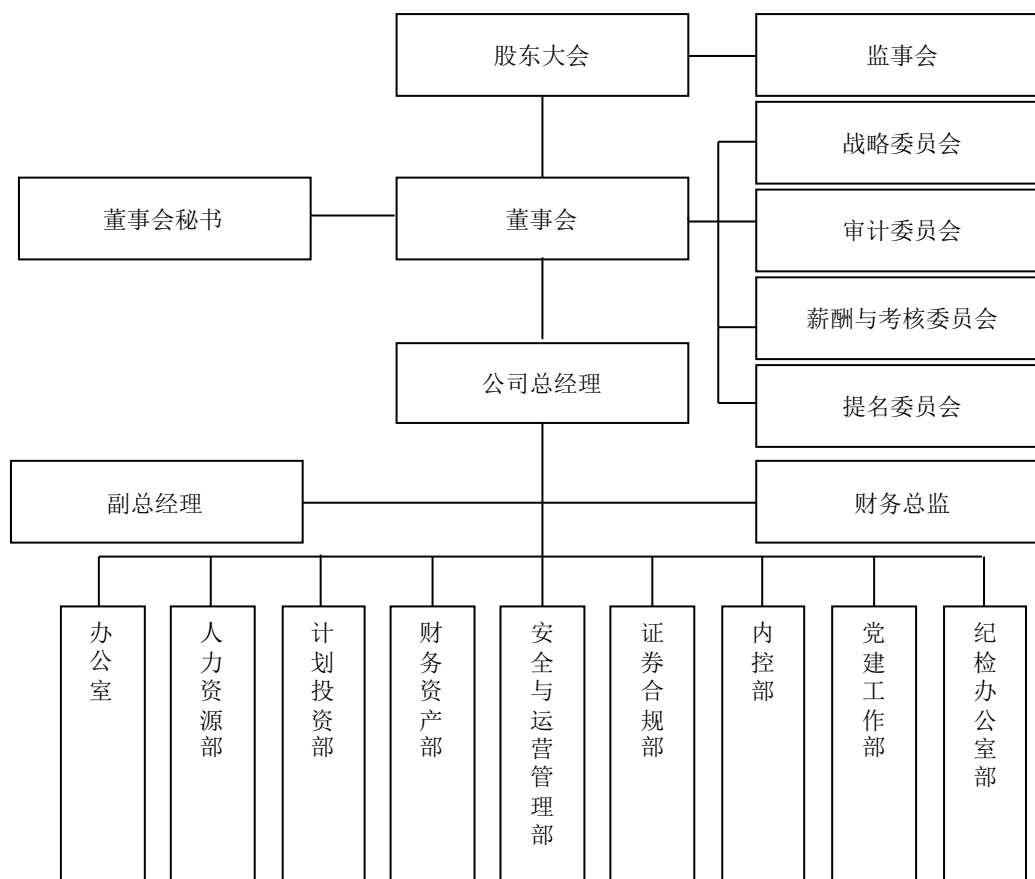 股东大会
监事会
战略委员会
董事会秘书
董事会
审计委员会
薪酬与考核委员会
公司总经理
提名委员会
副总经理
财务总监
办公室
人力资源部
计划投资部
财务资产部
安全与运营管理部
证券合规部
内控部
党建工作部
纪检办公室部